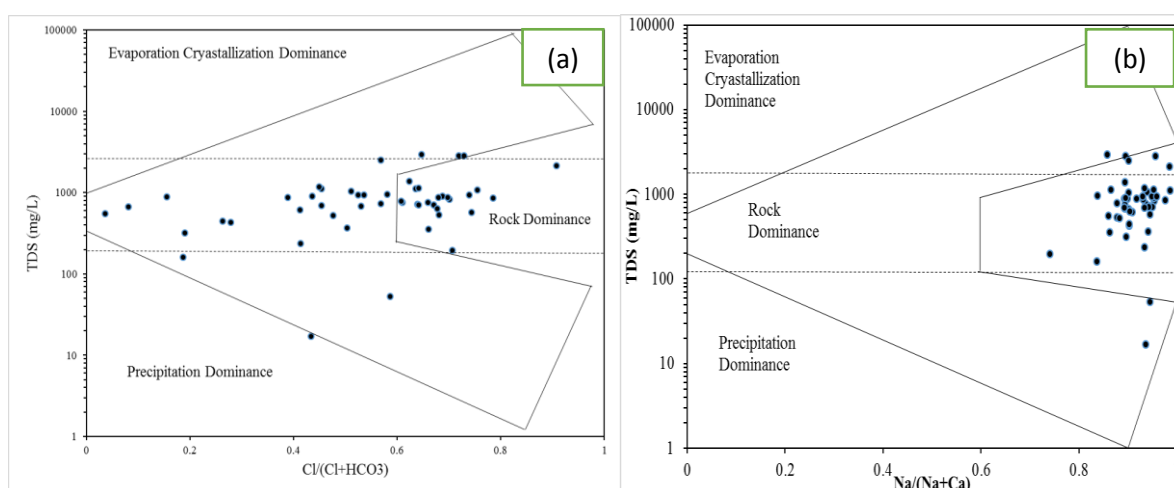 (a)
Evaporation Cryastallization Dominance
100000
10000
1000
100
10
1
TDS (mg/L)
Rock Dominance
Precipitation Dominance
0
0.2
0.4
0.6
0.8
1
Cl/(Cl+HCO3)
(b)
Evaporation
Cryastallization
Dominance
100000
10000
1000
100
10
1
TDS (mg/L)
Rock
Dominance
Precipitation
Dominance
0
0.2
0.4
0.6
0.8
Na/(Na+Ca)